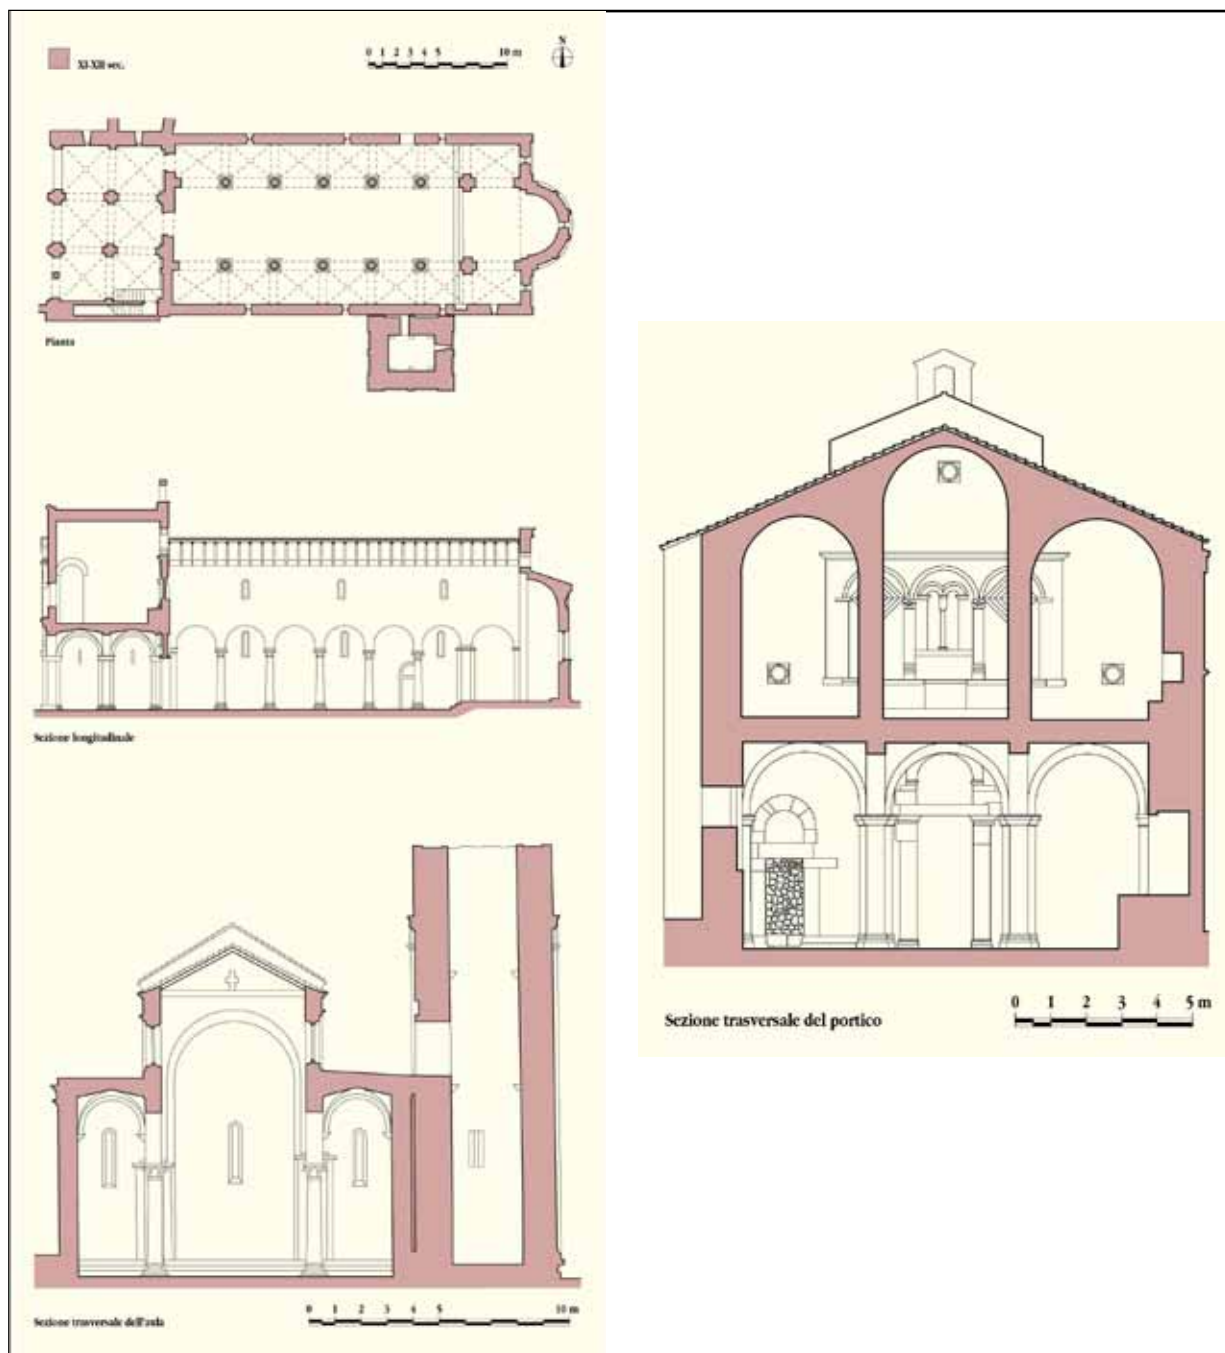 XI-XII sec.
0 1 2 3 4 5 10 m
N
Pianta
Sezione longitudinale
Sezione trasversale dell'aula
0 1 2 3 4 5 10 m
Sezione trasversale del portico
0 1 2 3 4 5 m